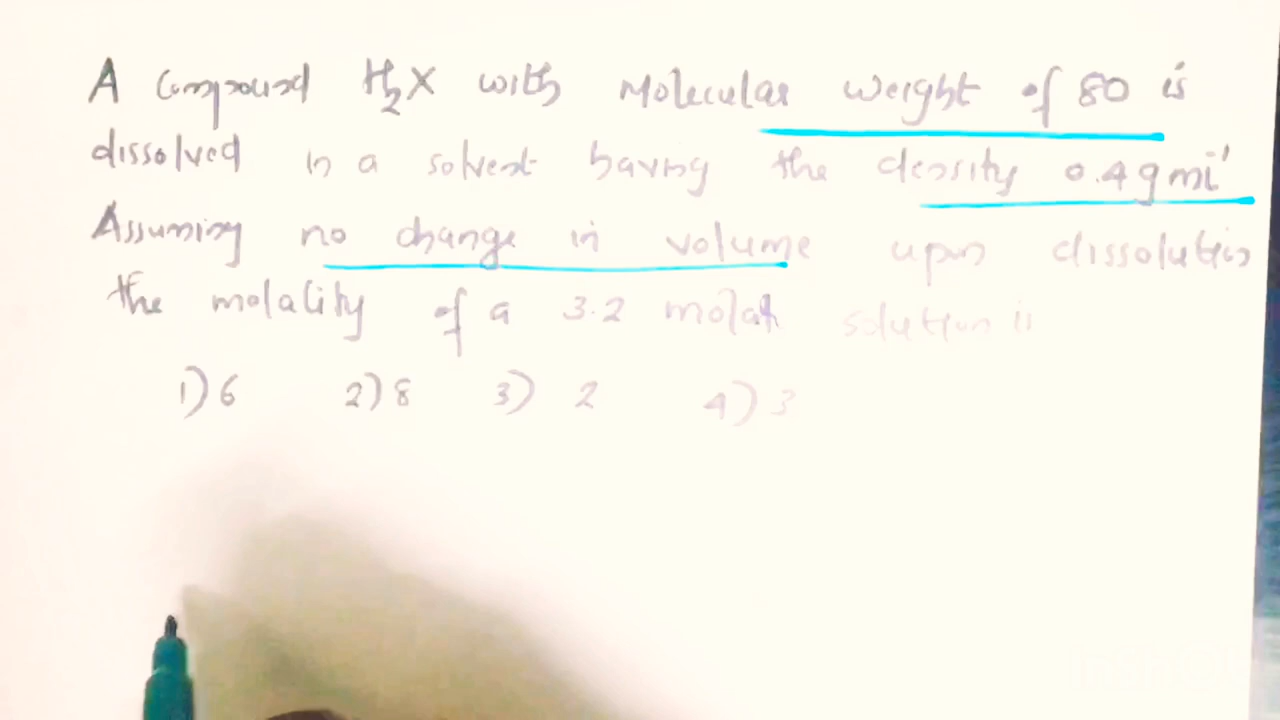 A compound H₂X with Molecular weight of 80 is
dissolved in a solvent having the density 0.4 g ml⁻¹
Assuming no change in volume upon dissolution
the molality of a 3.2 molar solution is
1) 6 2) 8 3) 2 4) 3